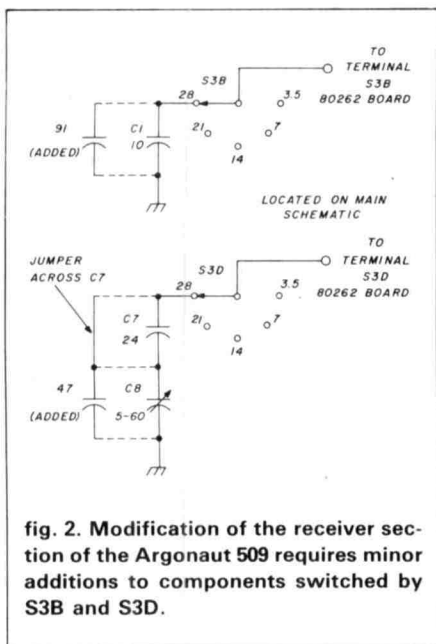 TO
TERMINAL
S3B
80262 BOARD
S3B
28
3.5
21
7
14
91
(ADDED)
C1
10
LOCATED ON MAIN
SCHEMATIC
TO
TERMINAL
S3D
80262 BOARD
JUMPER
ACROSS C7
S3D
28
3.5
21
7
14
C7
24
47
(ADDED)
C8
5-60
fig. 2. Modification of the receiver sec-
tion of the Argonaut 509 requires minor
additions to components switched by
S3B and S3D.